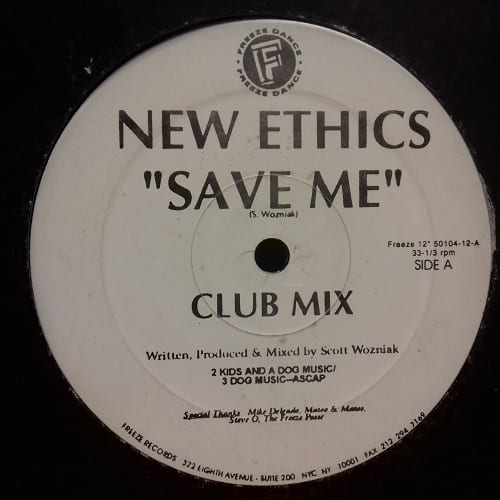 FREEZE DANCE
FREEZE DANCE
F
NEW ETHICS
"SAVE ME"
(S. Wozniak)
Freeze 12" 50104-12-A
33-1/3 rpm
SIDE A
CLUB MIX
Written, Produced & Mixed by Scott Wozniak
2 KIDS AND A DOG MUSIC/
3 DOG MUSIC--ASCAP
Special Thanks Mike Delgado, Mateo & Matos,
Steve O, The Freeze Posse
FREEZE RECORDS 322 EIGHTH AVENUE - SUITE 200 NYC NY 10001 FAX 212 294 7169